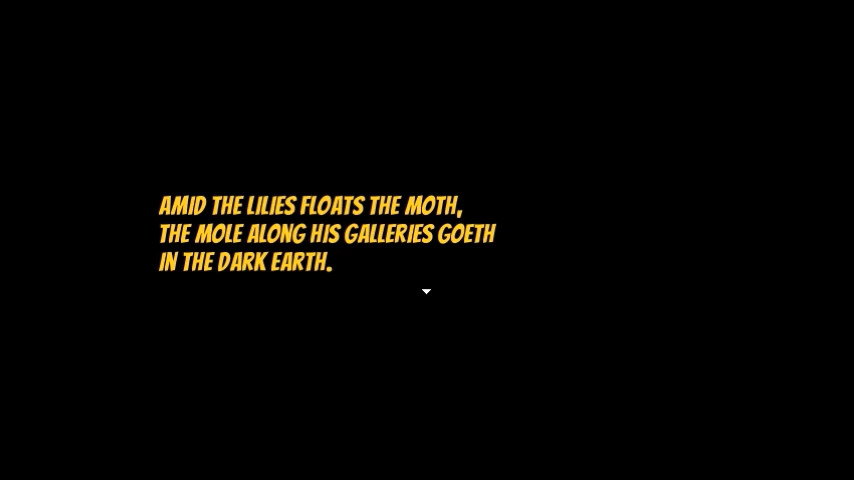 AMID THE LILIES FLOATS THE MOTH,
THE MOLE ALONG HIS GALLERIES GOETH
IN THE DARK EARTH.